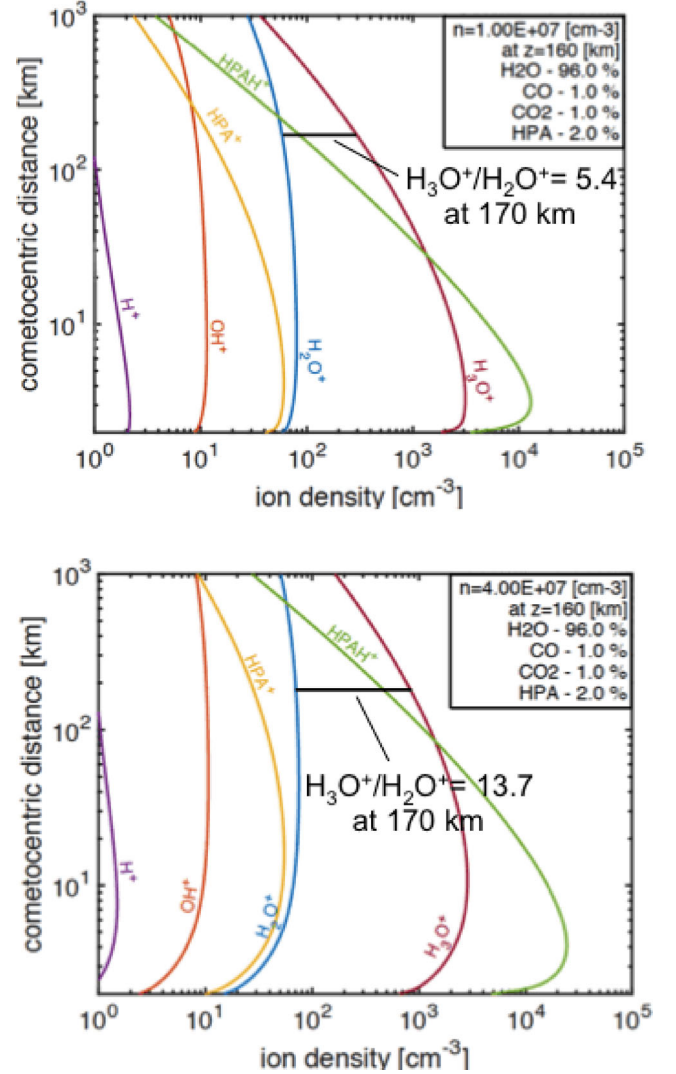 10³
n=1.00E+07 [cm-3]
at z=160 [km]
H2O - 96.0 %
CO - 1.0 %
CO2 - 1.0 %
HPA - 2.0 %
HPAH⁺
HPA⁺
cometocentric distance [km]
10²
H₃O⁺/H₂O⁺= 5.4
at 170 km
H⁺
OH⁺
H₂O⁺
H₃O⁺
10¹
10⁰ 10¹ 10² 10³ 10⁴ 10⁵
ion density [cm⁻³]
10³
n=4.00E+07 [cm-3]
at z=160 [km]
H2O - 96.0 %
CO - 1.0 %
CO2 - 1.0 %
HPA - 2.0 %
HPAH⁺
HPA⁺
cometocentric distance [km]
10²
H₃O⁺/H₂O⁺= 13.7
at 170 km
H⁺
OH⁺
H₂O⁺
H₃O⁺
10¹
10⁰ 10¹ 10² 10³ 10⁴ 10⁵
ion density [cm⁻³]